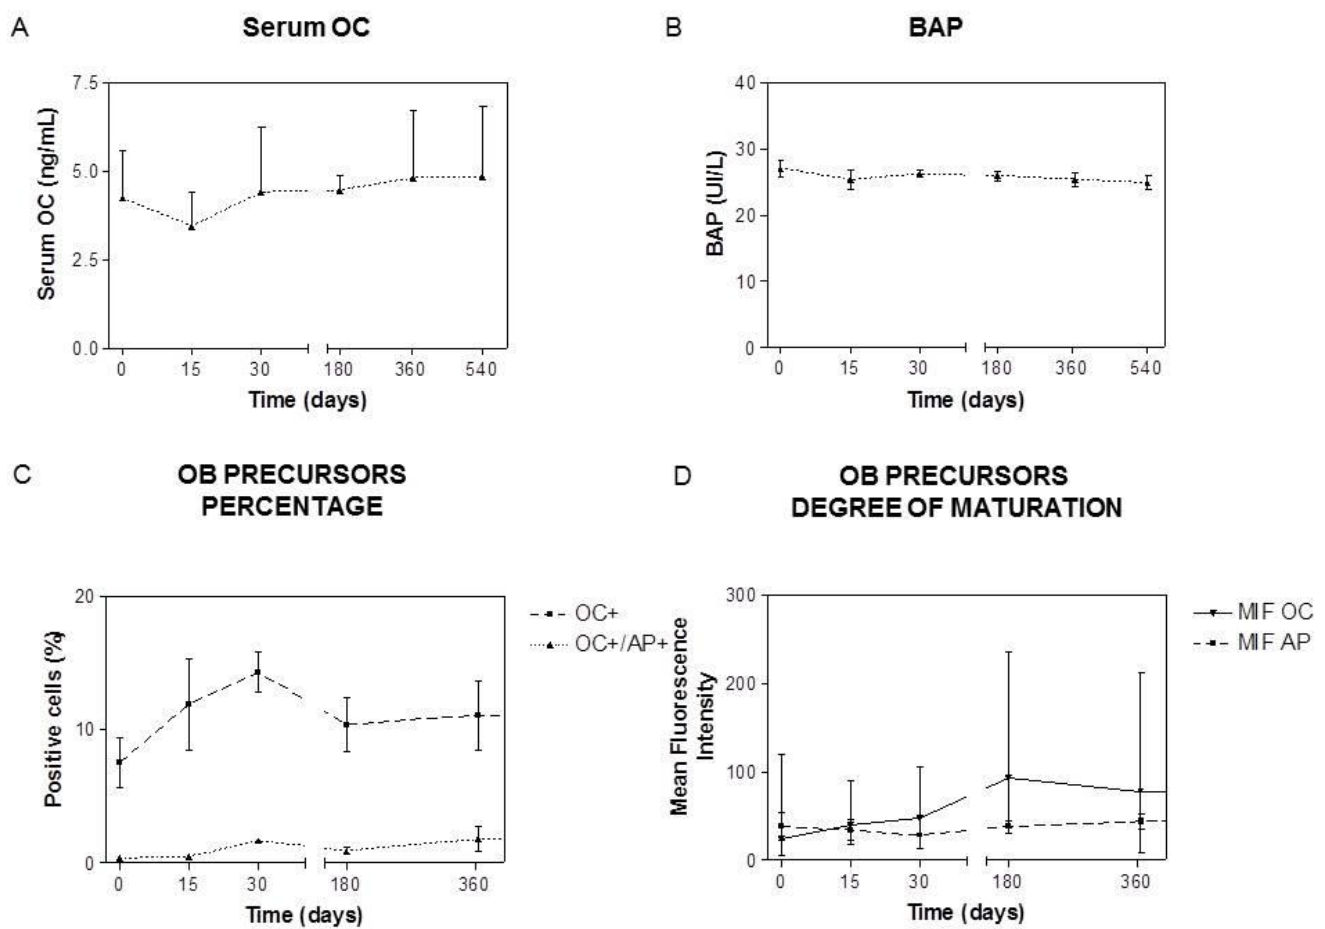 A
Serum OC
7.5
5.0
2.5
0.0
Serum OC (ng/mL)
0 15 30 180 360 540
Time (days)
B
BAP
40
30
20
10
0
BAP (UI/L)
0 15 30 180 360 540
Time (days)
C
OB PRECURSORS
PERCENTAGE
20
10
0
Positive cells (%)
0 15 30 180 360
Time (days)
OC+
OC+/AP+
D
OB PRECURSORS
DEGREE OF MATURATION
300
200
100
0
Mean Fluorescence
Intensity
0 15 30 180 360
Time (days)
MIF OC
MIF AP